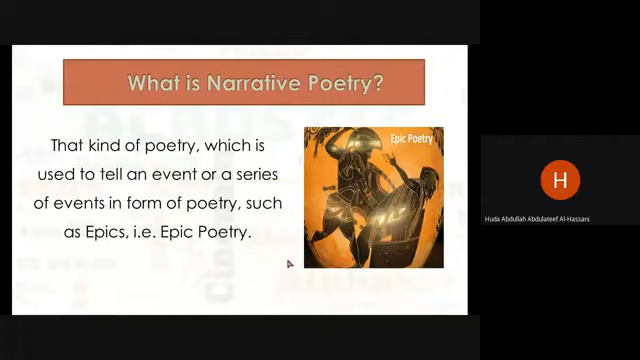 What is Narrative Poetry?
That kind of poetry, which is
used to tell an event or a series
of events in form of poetry, such
as Epics, i.e. Epic Poetry.
Epic Poetry
H
Huda Abdullah Abdulateef Al-Hassani